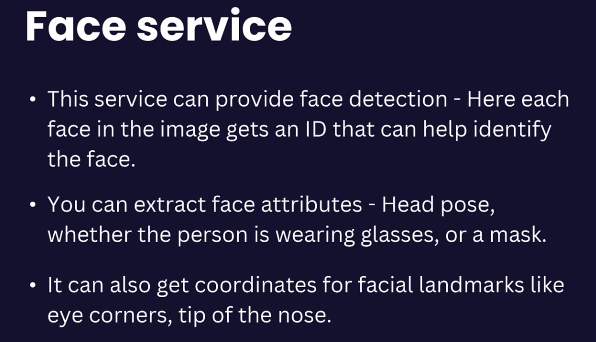 Face service
• This service can provide face detection - Here each
face in the image gets an ID that can help identify
the face.
• You can extract face attributes - Head pose,
whether the person is wearing glasses, or a mask.
• It can also get coordinates for facial landmarks like
eye corners, tip of the nose.